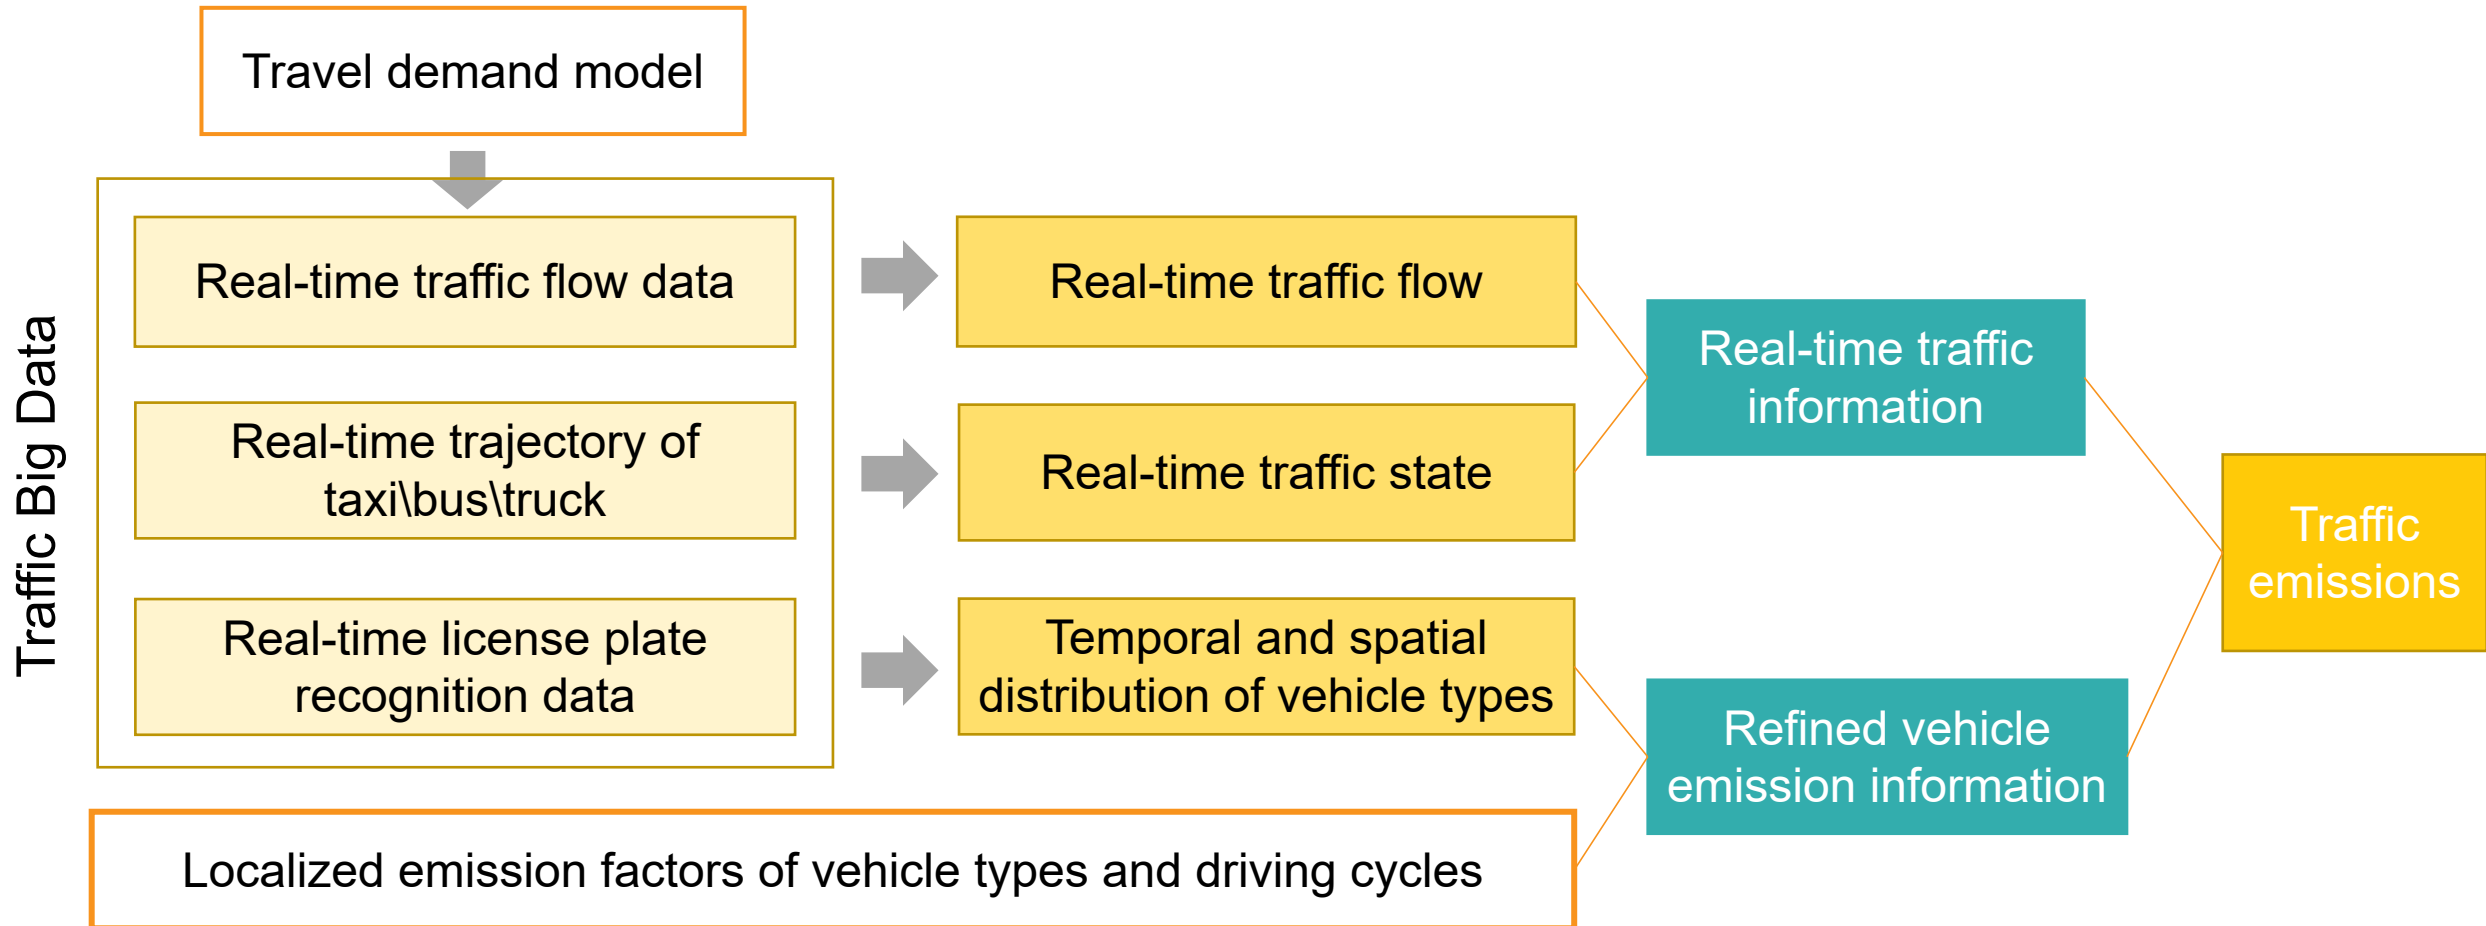 Travel demand model
Traffic Big Data
Real-time traffic flow data
Real-time traffic flow
Real-time trajectory of
taxi\bus\truck
Real-time traffic state
Real-time license plate
recognition data
Temporal and spatial
distribution of vehicle types
Localized emission factors of vehicle types and driving cycles
Real-time traffic
information
Refined vehicle
emission information
Traffic
emissions